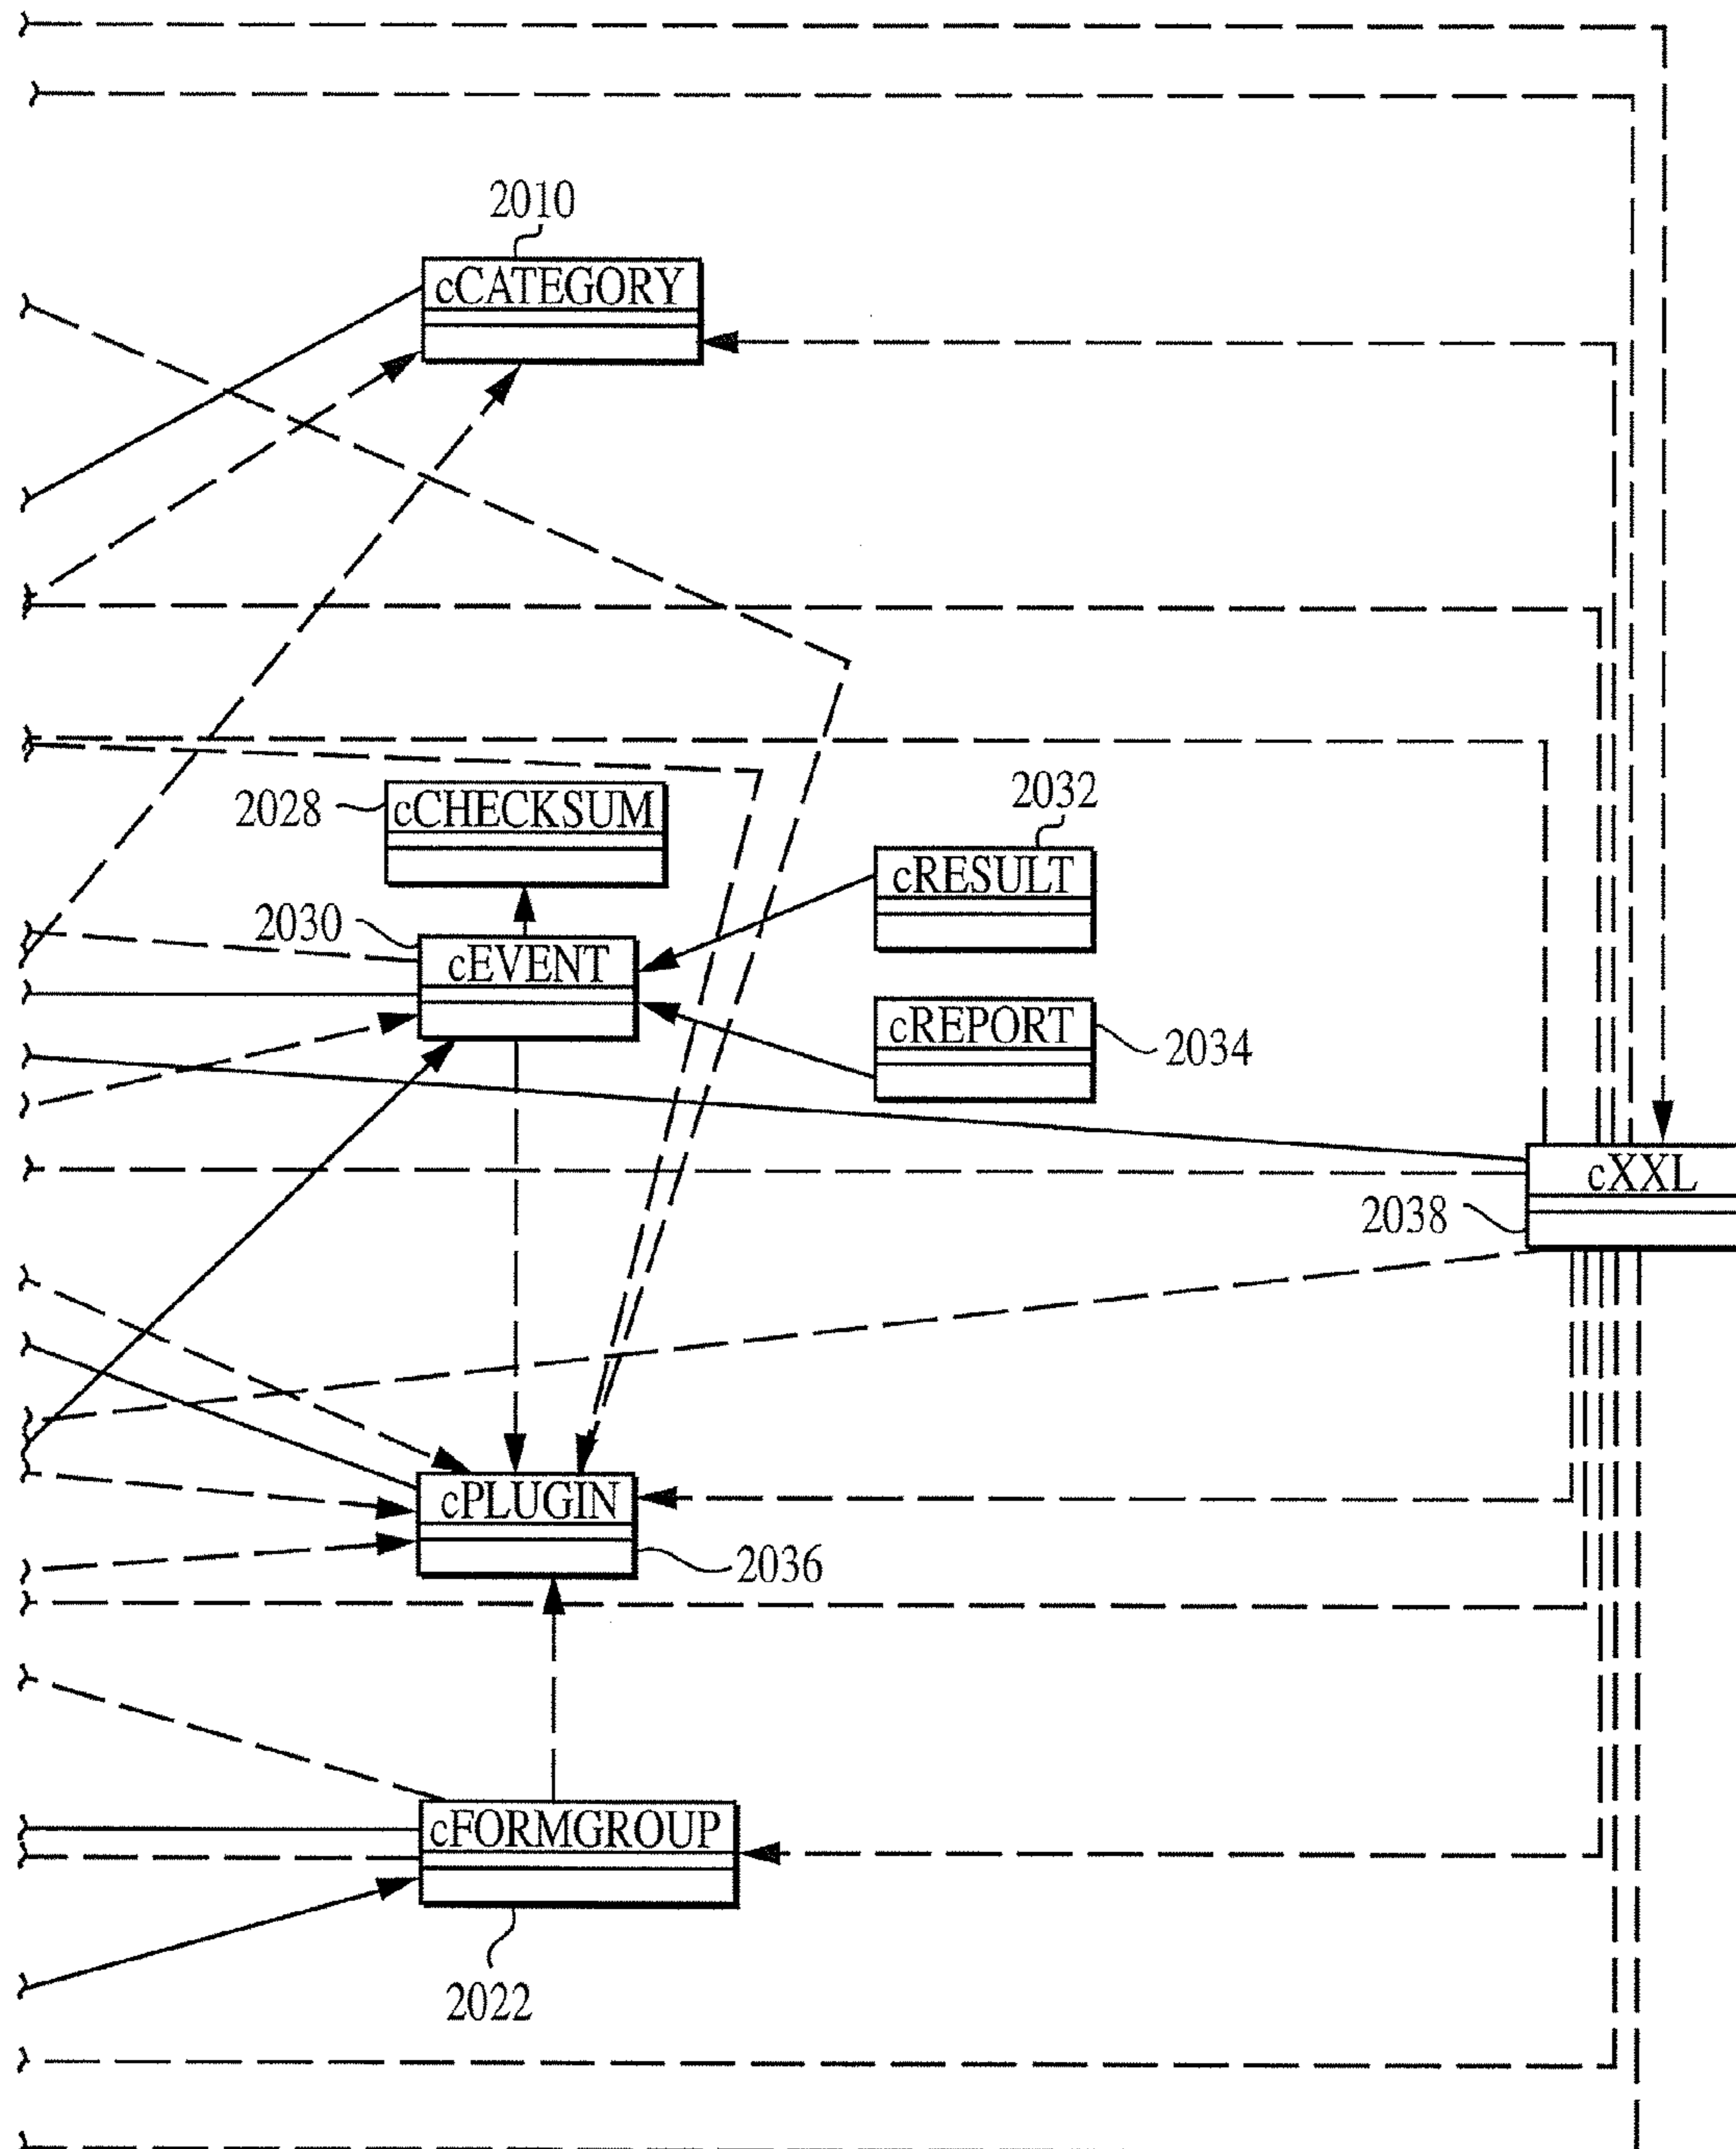 2010
cCATEGORY
2028
cCHECKSUM
2032
cRESULT
2030
cEVENT
cREPORT
2034
cXXL
2038
cPLUGIN
2036
cFORMGROUP
2022